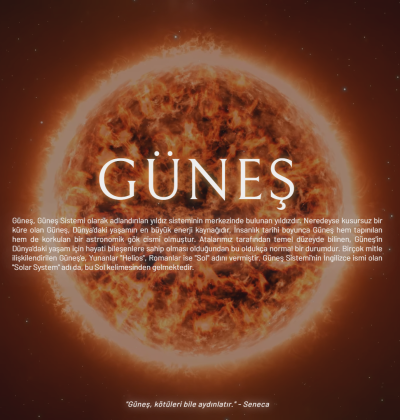 GÜNEŞ
Güneş, Güneş Sistemi olarak adlandırılan yıldız sisteminin merkezinde bulunan yıldızdır. Neredeyse kusursuz bir
küre olan Güneş, Dünya'daki yaşamın en büyük enerji kaynağıdır. İnsanlık tarihi boyunca Güneş hem tapınılan
hem de korkulan bir astronomik gök cismi olmuştur. Atalarımız tarafından temel düzeyde bilinen, Güneş'in
Dünya'daki yaşam için hayati bileşenlere sahip olması olduğundan bu oldukça normal bir durumdur. Birçok mitle
ilişkilendirilen Güneş'e, Yunanlar "Helios", Romanlar ise "Sol" adını vermiştir. Güneş Sistemi'nin İngilizce ismi olan
"Solar System" adı da, bu Sol kelimesinden gelmektedir.
"Güneş, kötüleri bile aydınlatır." - Seneca